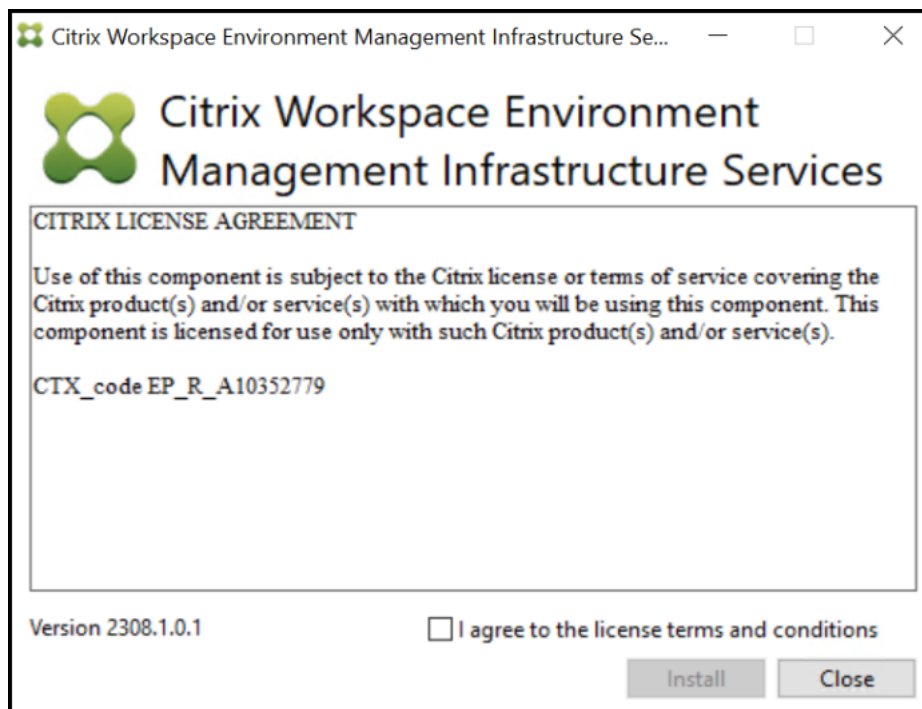 Citrix Workspace Environment Management Infrastructure Se...
Citrix Workspace Environment
Management Infrastructure Services
CITRIX LICENSE AGREEMENT
Use of this component is subject to the Citrix license or terms of service covering the
Citrix product(s) and/or service(s) with which you will be using this component. This
component is licensed for use only with such Citrix product(s) and/or service(s).
CTX_code EP_R_A10352779
Version 2308.1.0.1
I agree to the license terms and conditions
Install
Close